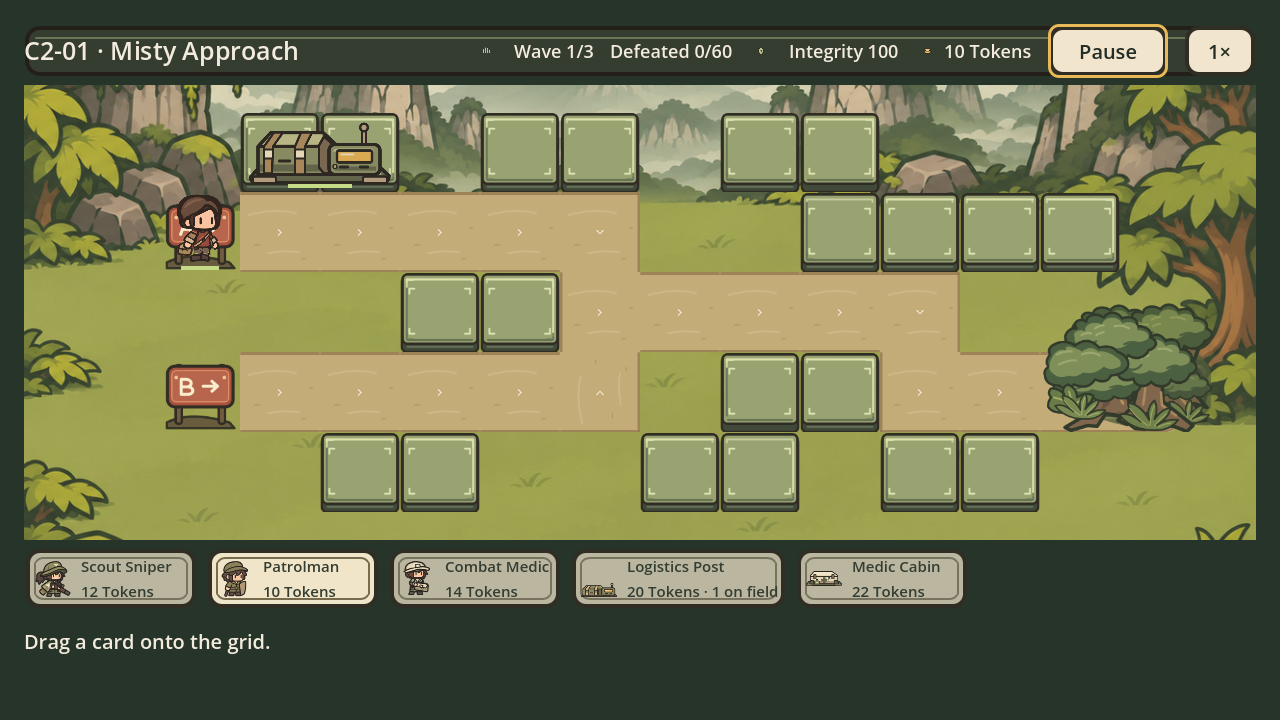 C2-01 · Misty Approach
Wave 1/3 Defeated 0/60 Integrity 100 10 Tokens Pause 1×
B →
Scout Sniper
12 Tokens
Patrolman
10 Tokens
Combat Medic
14 Tokens
Logistics Post
20 Tokens · 1 on field
Medic Cabin
22 Tokens
Drag a card onto the grid.